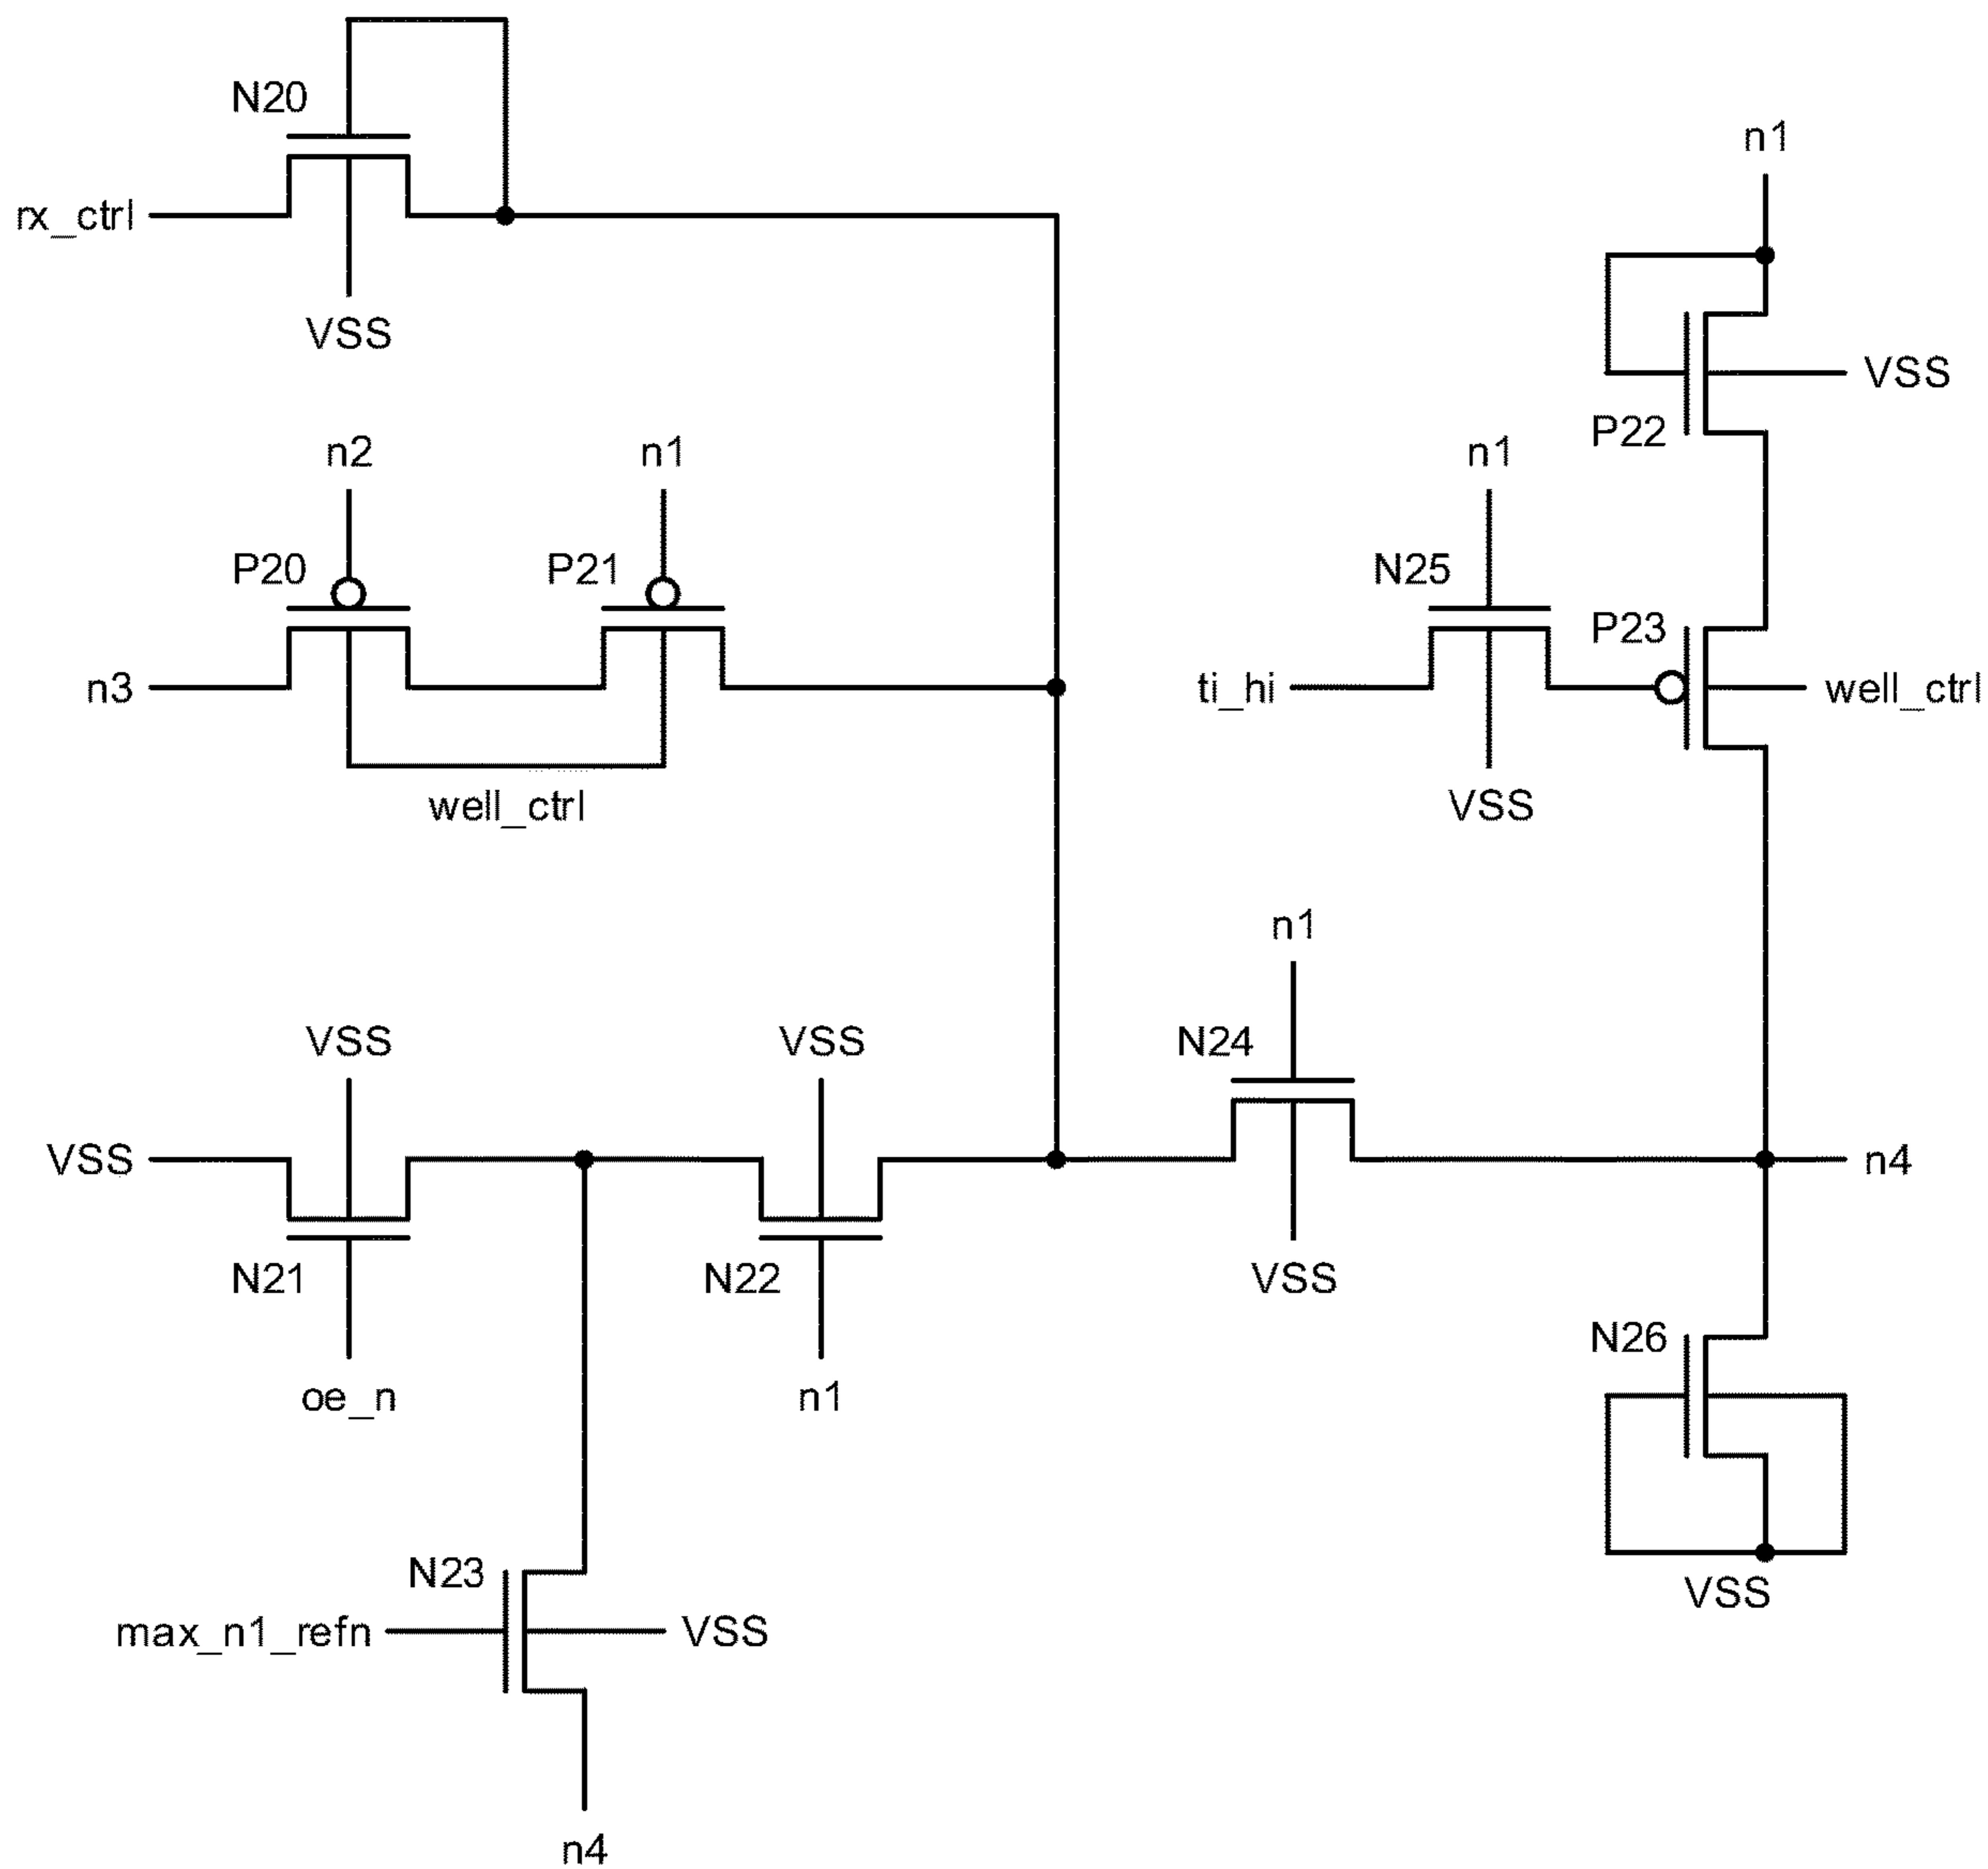 N20
n1
rx_ctrl
VSS
VSS
P22
n2
n1
n1
P20
P21
N25
P23
n3
ti_hi
well_ctrl
well_ctrl
VSS
n1
VSS
VSS
N24
VSS
n4
N21
N22
VSS
N26
oe_n
n1
N23
VSS
max_n1_refn
VSS
n4